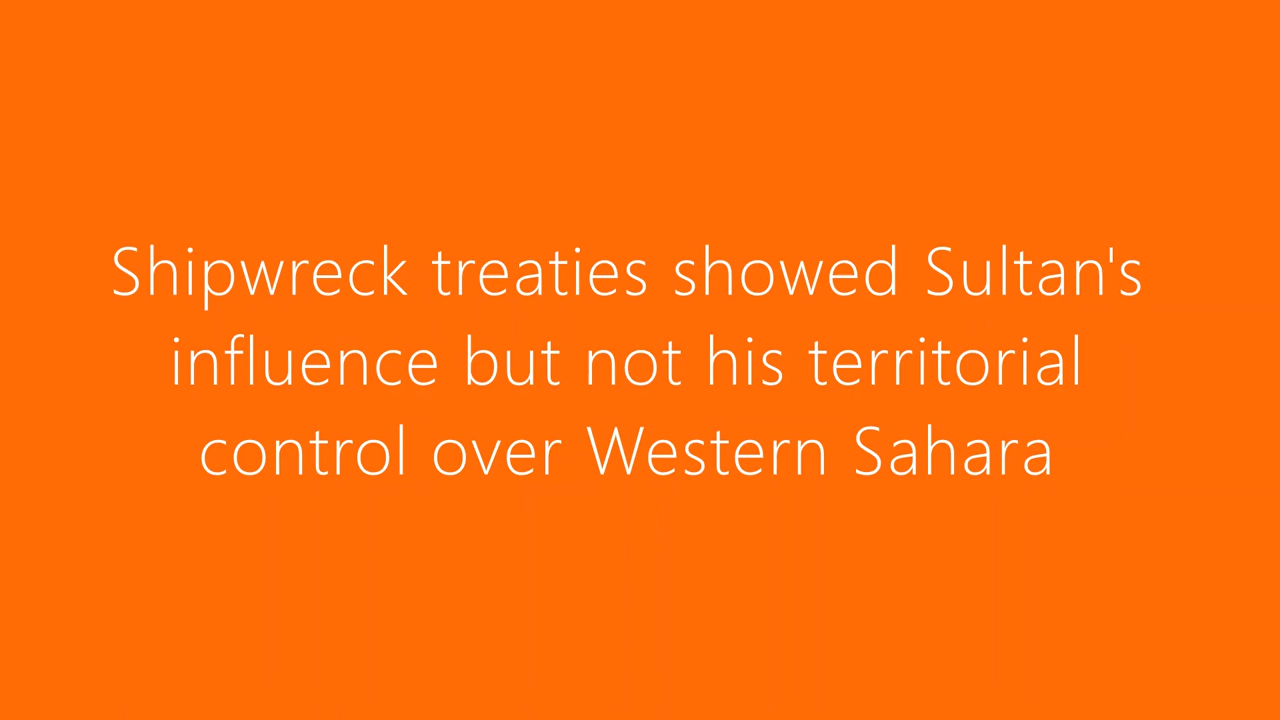 Shipwreck treaties showed Sultan's
influence but not his territorial
control over Western Sahara